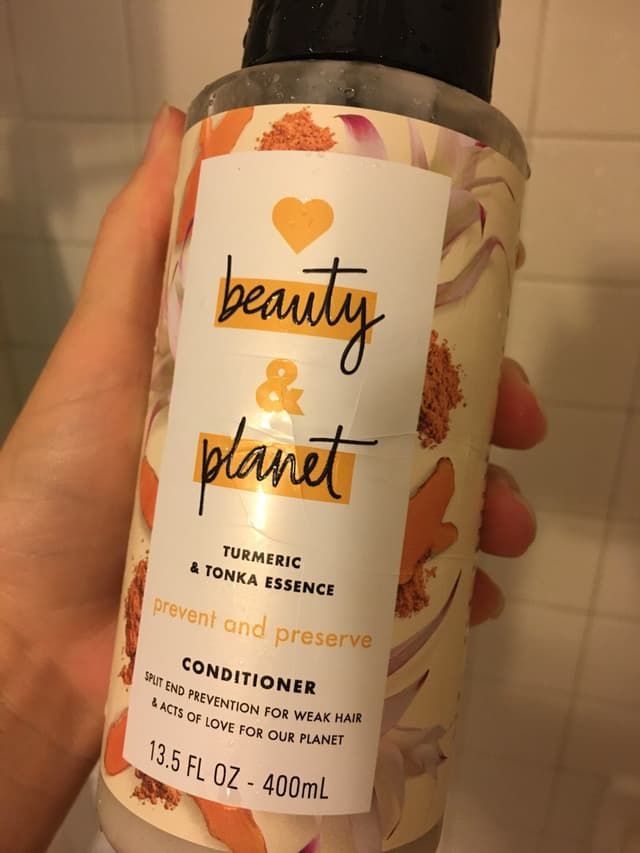 beauty
&
planet
TURMERIC
& TONKA ESSENCE
prevent and preserve
CONDITIONER
SPLIT END PREVENTION FOR WEAK HAIR
& ACTS OF LOVE FOR OUR PLANET
13.5 FL OZ - 400mL